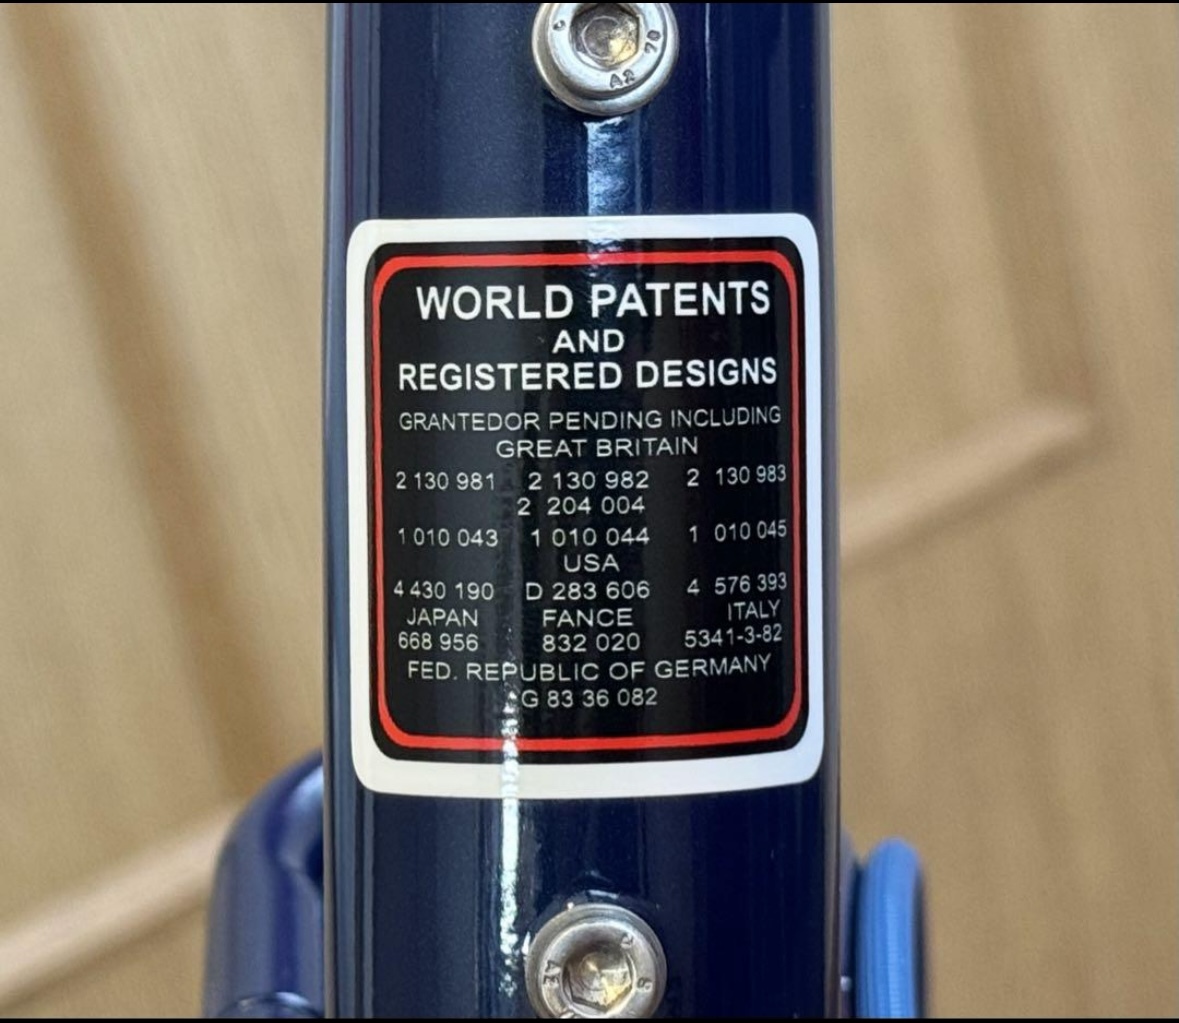 A2 70
WORLD PATENTS
AND
REGISTERED DESIGNS
GRANTEDOR PENDING INCLUDING
GREAT BRITAIN
2 130 981 2 130 982 2 130 983
2 204 004
1 010 043 1 010 044 1 010 045
USA
4 430 190 D 283 606 4 576 393
JAPAN FANCE ITALY
668 956 832 020 5341-3-82
FED. REPUBLIC OF GERMANY
G 83 36 082